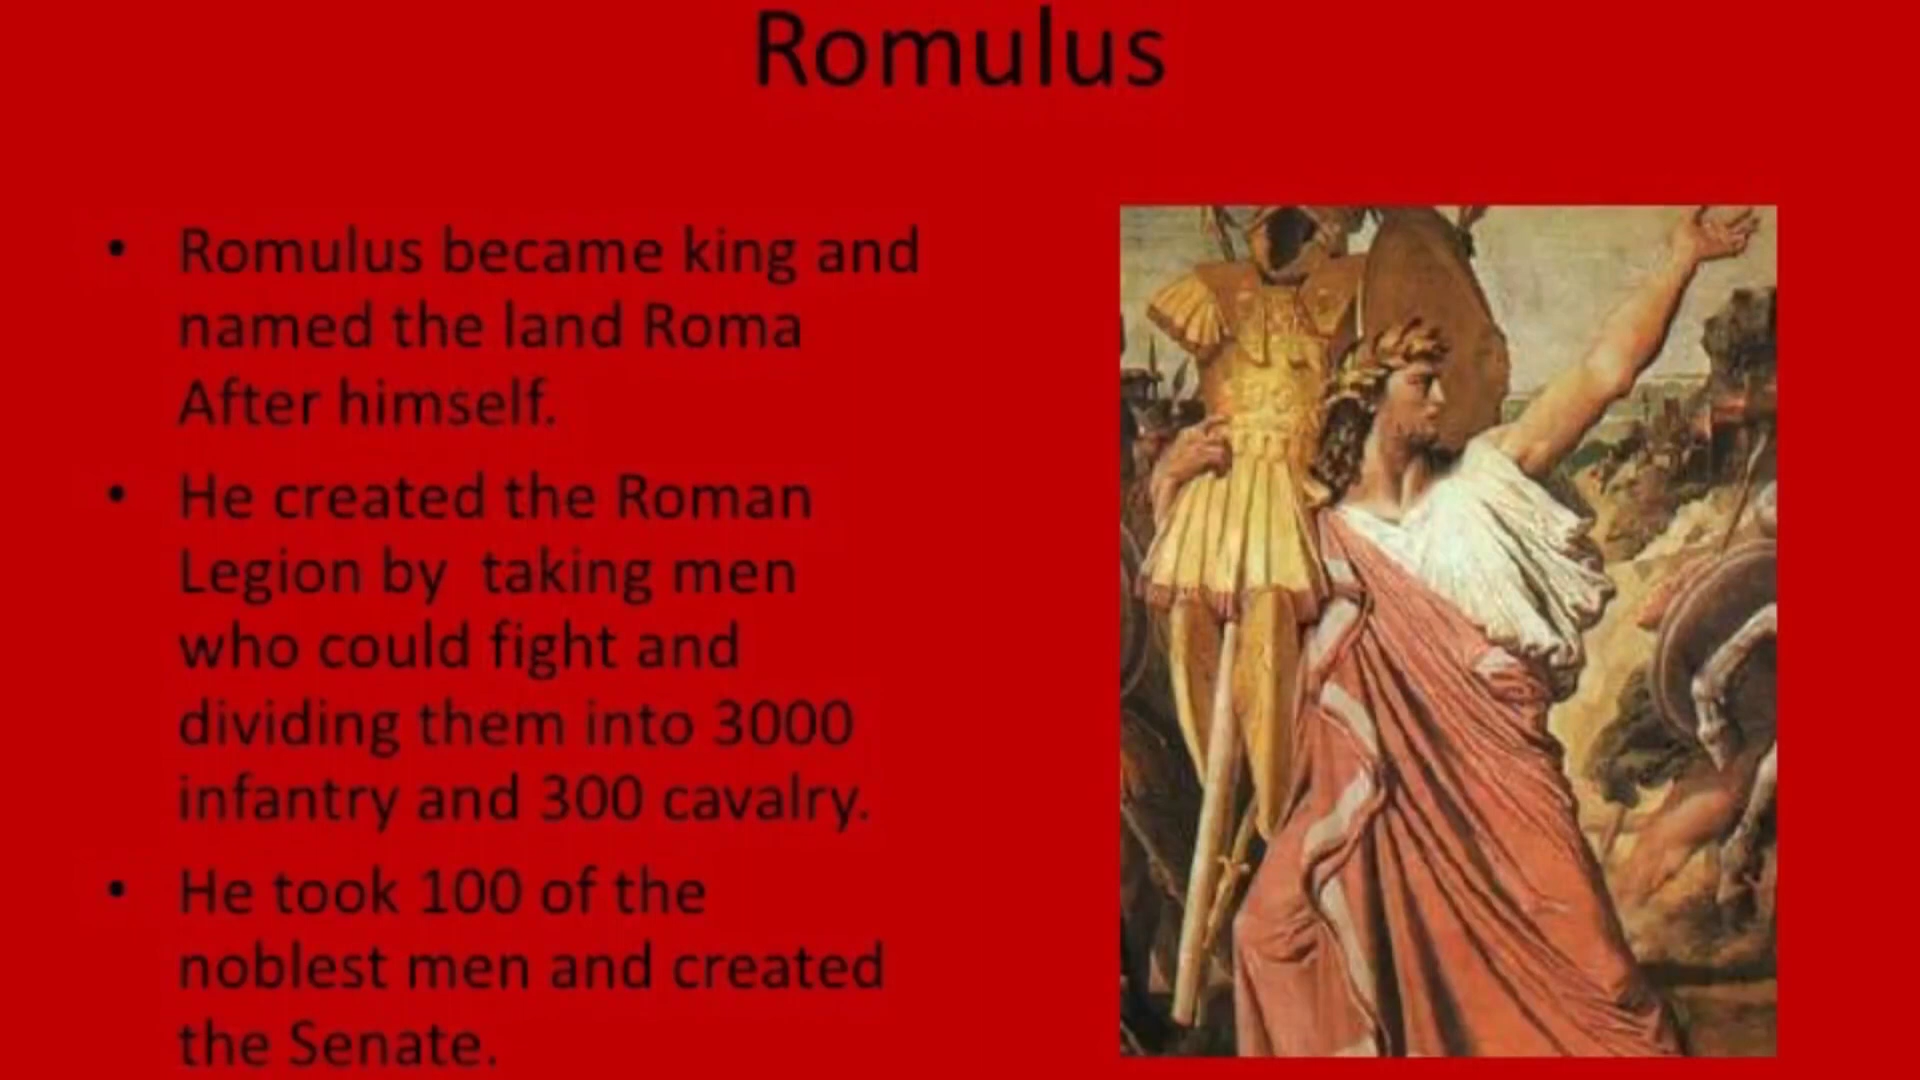 Romulus
• Romulus became king and
named the land Roma
After himself.
• He created the Roman
Legion by  taking men
who could fight and
dividing them into 3000
infantry and 300 cavalry.
• He took 100 of the
noblest men and created
the Senate.